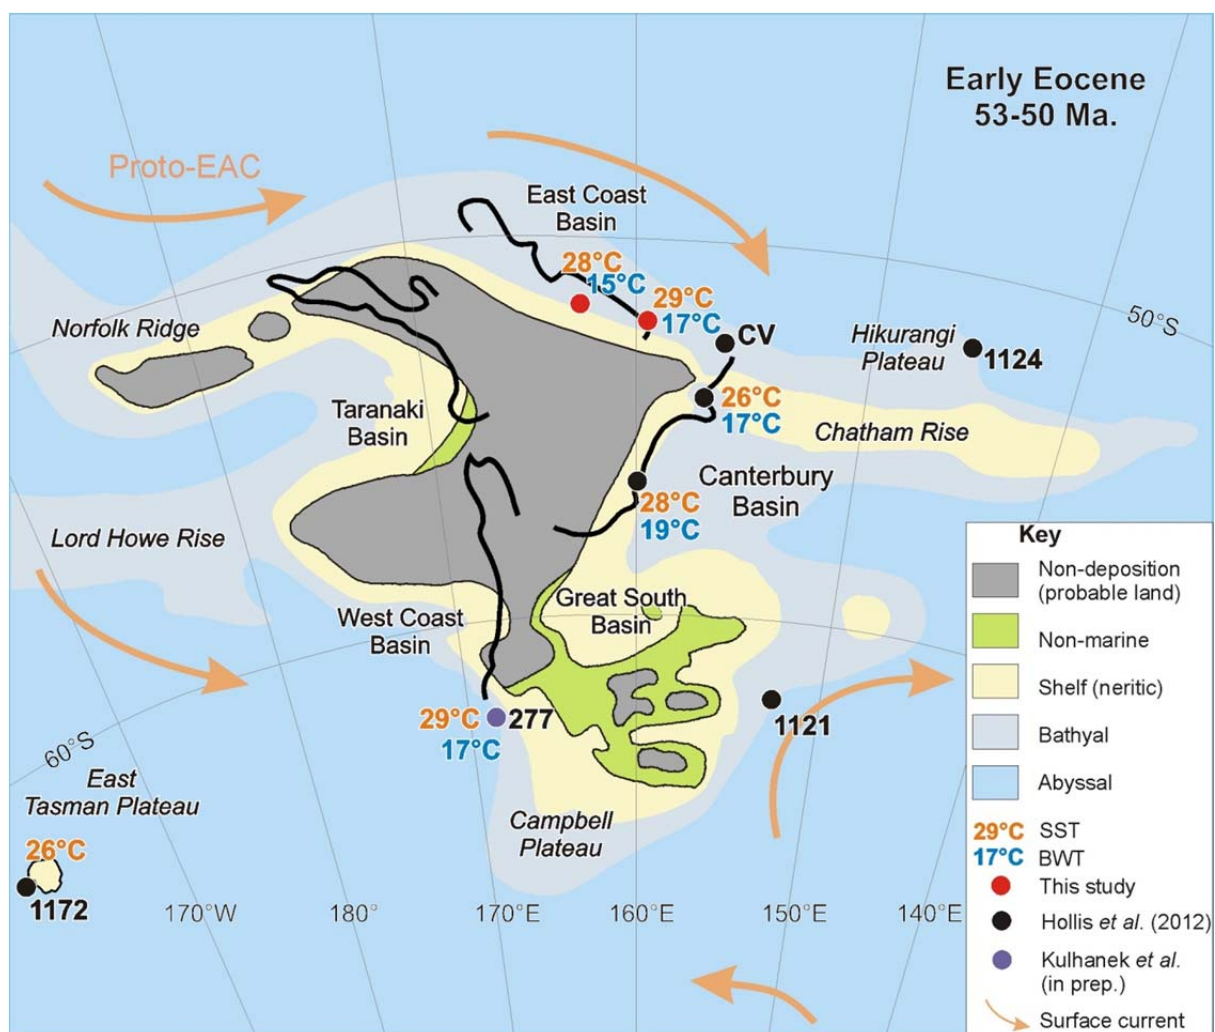 Early Eocene
53-50 Ma.
Proto-EAC
East Coast
Basin
28°C
15°C
29°C
17°C
CV
Hikurangi
Plateau
1124
50°S
Norfolk Ridge
Taranaki
Basin
26°C
17°C
Chatham Rise
28°C
19°C
Canterbury
Basin
Lord Howe Rise
West Coast
Basin
Great South
Basin
29°C
277
17°C
1121
60°S
East
Tasman Plateau
Campbell
Plateau
26°C
1172
170°W
180°
170°E
160°E
150°E
140°E
Key
Non-deposition
(probable land)
Non-marine
Shelf (neritic)
Bathyal
Abyssal
29°C SST
17°C BWT
This study
Hollis et al. (2012)
Kulhanek et al.
(in prep.)
Surface current